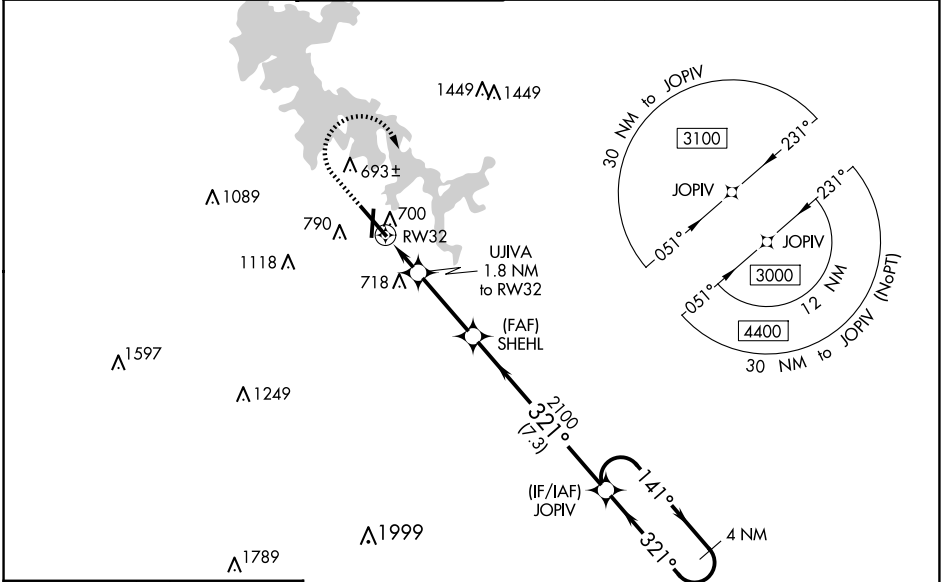 1449 1449
30 NM to JOPIV
3100
231°
JOPIV
051°
231°
JOPIV
051°
3000
12 NM
4400
30 NM to JOPIV (NoPT)
693±
1089
700
790
RW32
1118
UJIVA
1.8 NM
to RW32
718
(FAF)
SHEHL
1597
1249
2100
321°
(7.3)
(IF/IAF)
JOPIV
141°
4 NM
321°
1999
1789